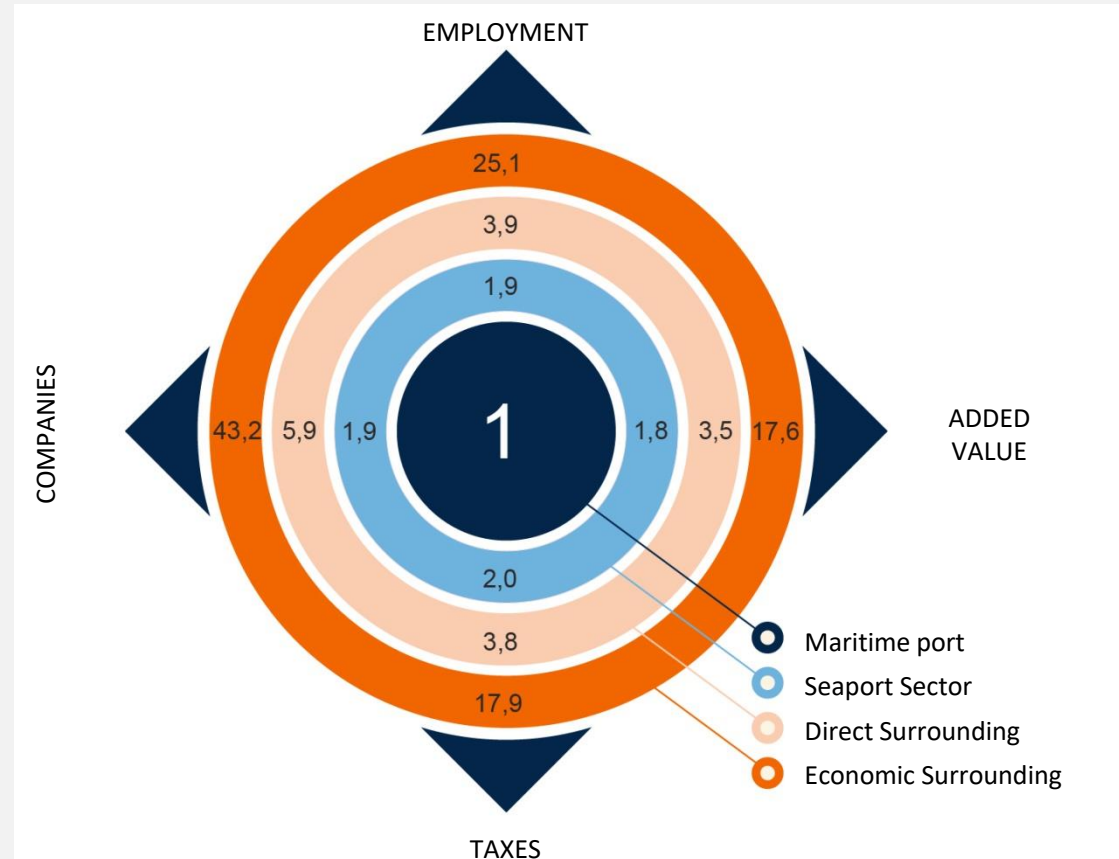 EMPLOYMENT
25,1
3,9
1,9
COMPANIES
43,2 5,9 1,9 1 1,8 3,5 17,6
ADDED
VALUE
2,0
3,8
17,9
Maritime port
Seaport Sector
Direct Surrounding
Economic Surrounding
TAXES